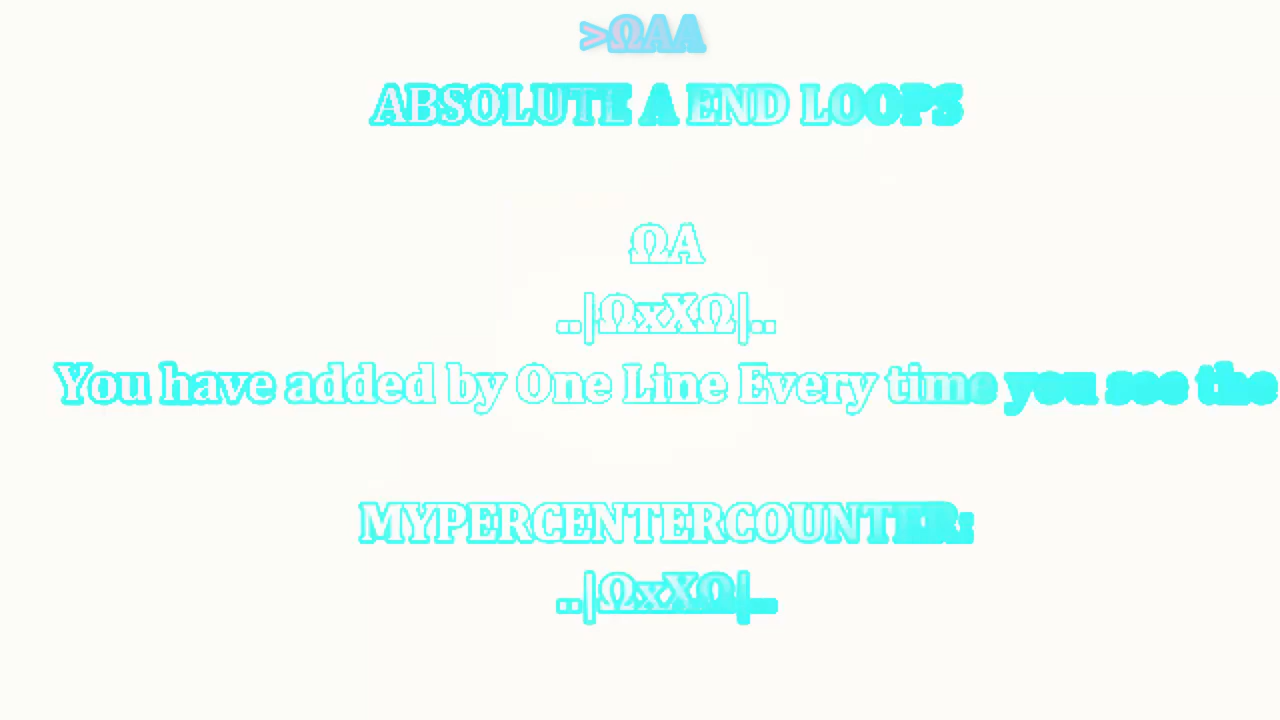 >ΩAA
ABSOLUTE A END LOOPS
ΩA
..|ΩxXΩ|..
You have added by One Line Every time you see the
MYPERCENTERCOUNTER:
..|ΩxXΩ|..